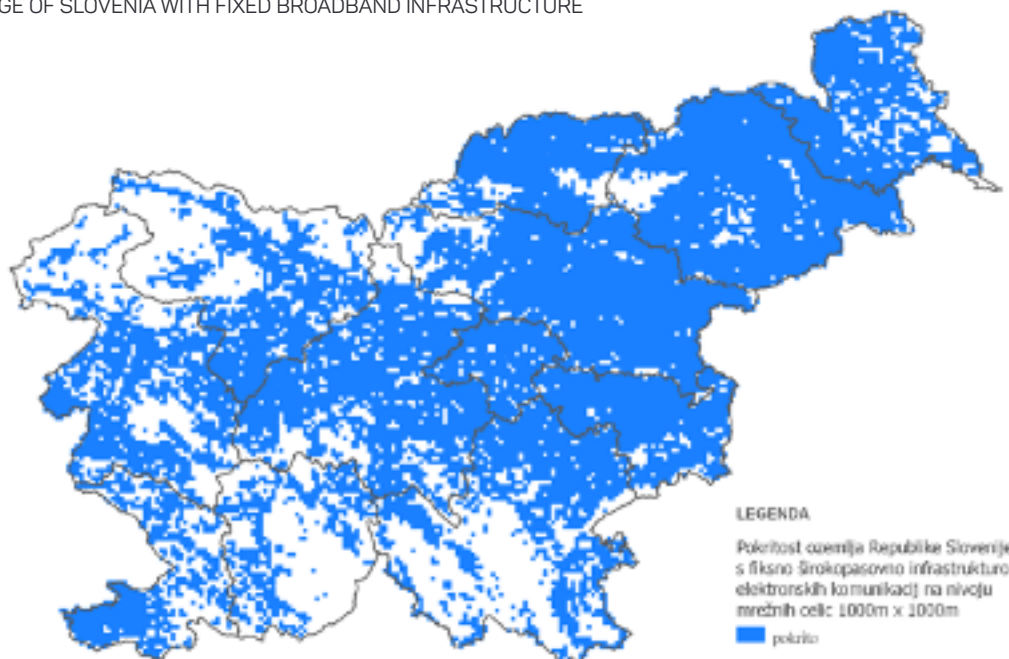 GE OF SLOVENIA WITH FIXED BROADBAND INFRASTRUCTURE
LEGENDA
Pokritost ozemlja Republike Slovenije
s fiksno širokopasovno infrastrukturo
elektronskih komunikacij na nivoju
mrežnih celic 1000m x 1000m
pokrito